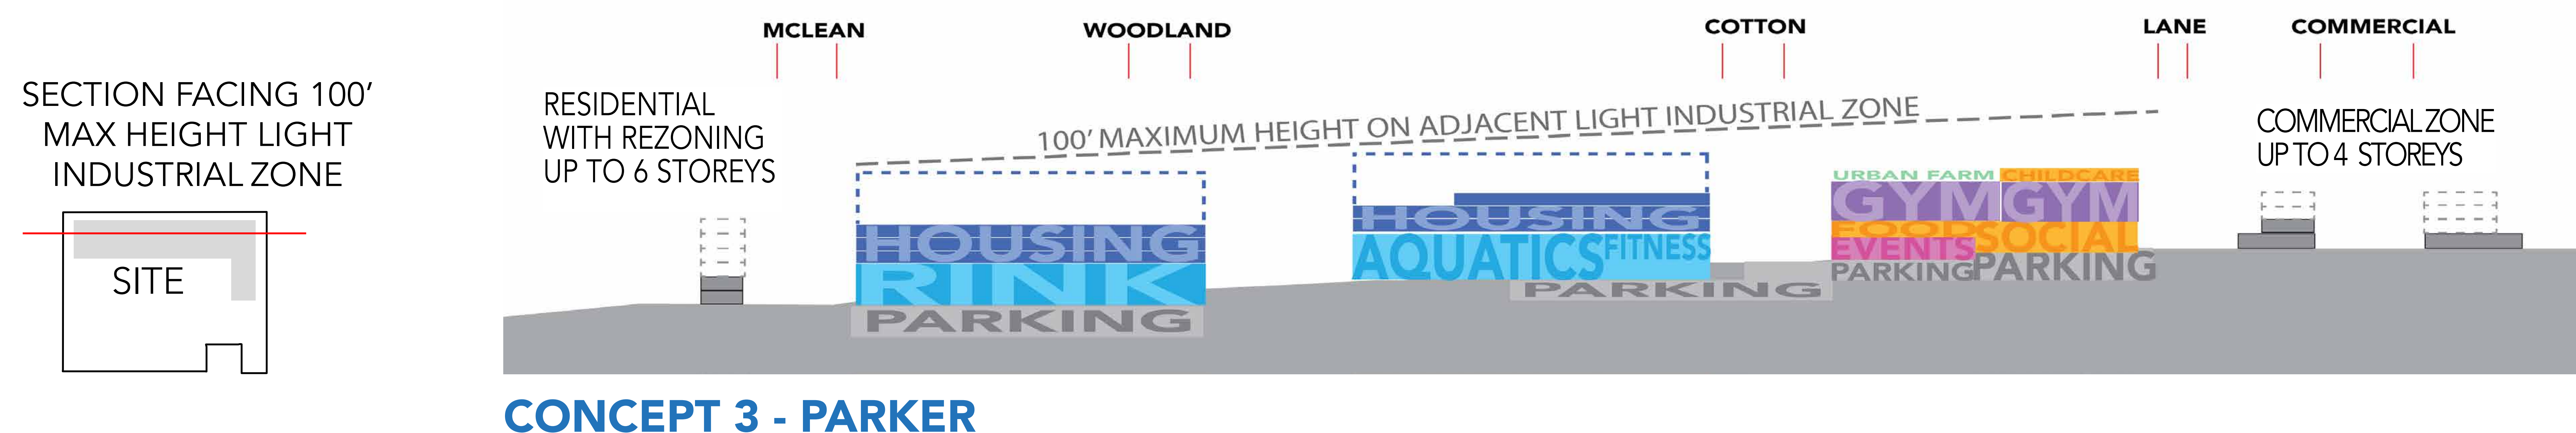 MCLEAN
WOODLAND
COTTON
LANE
COMMERCIAL
SECTION FACING 100’
MAX HEIGHT LIGHT
INDUSTRIAL ZONE
SITE
RESIDENTIAL
WITH REZONING
UP TO 6 STOREYS
100’ MAXIMUM HEIGHT ON ADJACENT LIGHT INDUSTRIAL ZONE
COMMERCIAL ZONE
UP TO 4 STOREYS
HOUSING
RINK
PARKING
HOUSING
AQUATICS FITNESS
PARKING
URBAN FARM CHILDCARE
GYM GYM
FOOD SOCIAL
EVENTS
PARKING PARKING
CONCEPT 3 - PARKER